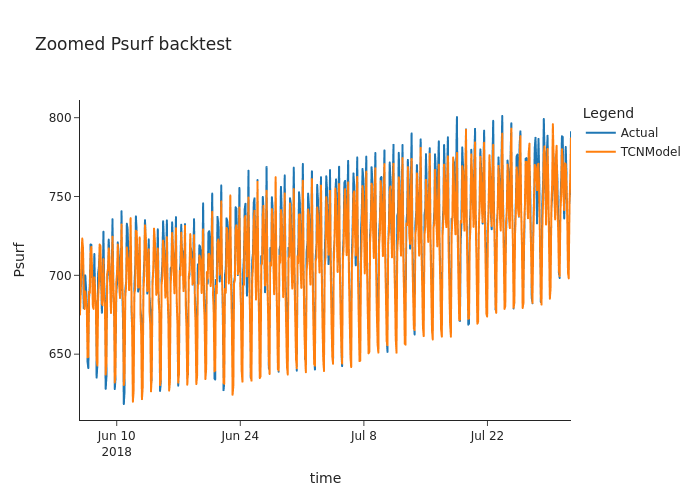 Zoomed Psurf backtest
Legend
Actual
TCNModel
800
750
700
650
Psurf
Jun 10
2018
Jun 24
Jul 8
Jul 22
time